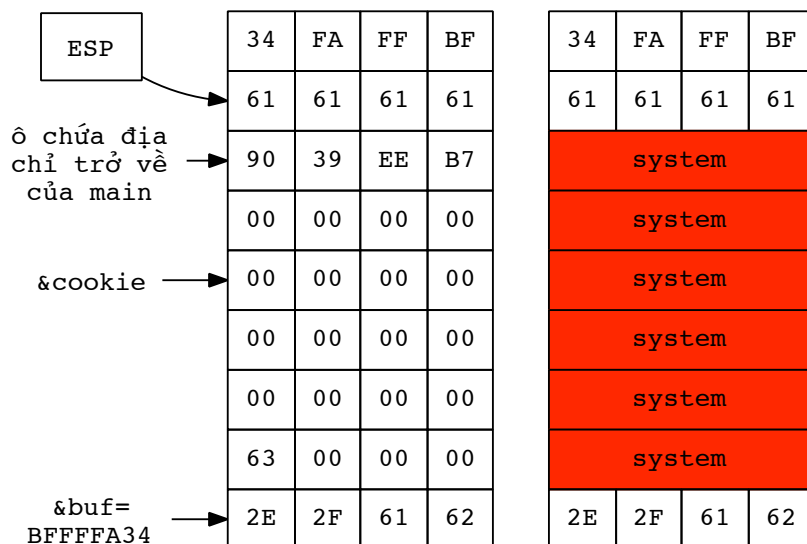 ESP
34 FA FF BF 34 FA FF BF
61 61 61 61 61 61 61 61
ô chứa địa
chỉ trở về
của main
90 39 EE B7 system
00 00 00 00 system
&cookie
00 00 00 00 system
00 00 00 00 system
00 00 00 00 system
63 00 00 00 system
&buf=
BFFFFA34
2E 2F 61 62 2E 2F 61 62